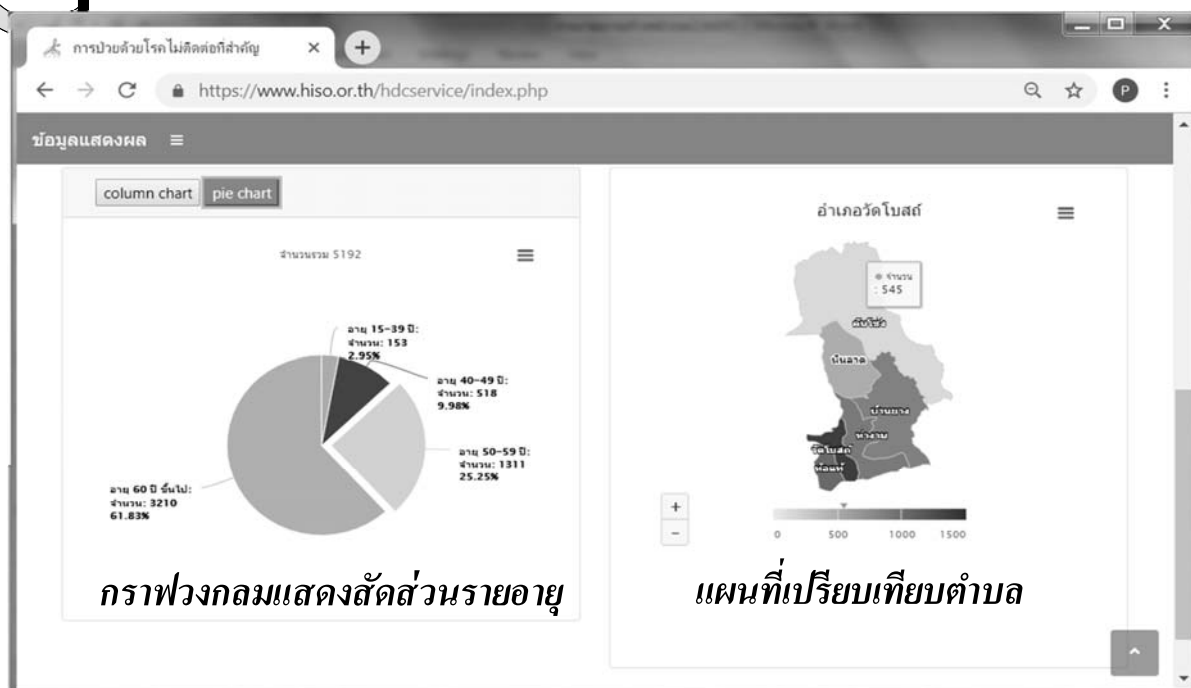 การป่วยด้วยโรคไม่ติดต่อที่สำคัญ
https://www.hiso.or.th/hdcservice/index.php
P
ข้อมูลแสดงผล
column chart pie chart
จำนวนรวม 5192
อายุ 15-39 ปี:
จำนวน: 153
2.95%
อายุ 40-49 ปี:
จำนวน: 518
9.98%
อายุ 50-59 ปี:
จำนวน: 1311
25.25%
อายุ 60 ปี ขึ้นไป:
จำนวน: 3210
61.83%
กราฟวงกลมแสดงสัดส่วนรายอายุ
อำเภอวัดโบสถ์
จำนวน
: 545
คันโช้ง
หินลาด
บ้านยาง
ท่างาม
วัดโบสถ์
ท้อแท้
+
-
0 500 1000 1500
แผนที่เปรียบเทียบตำบล